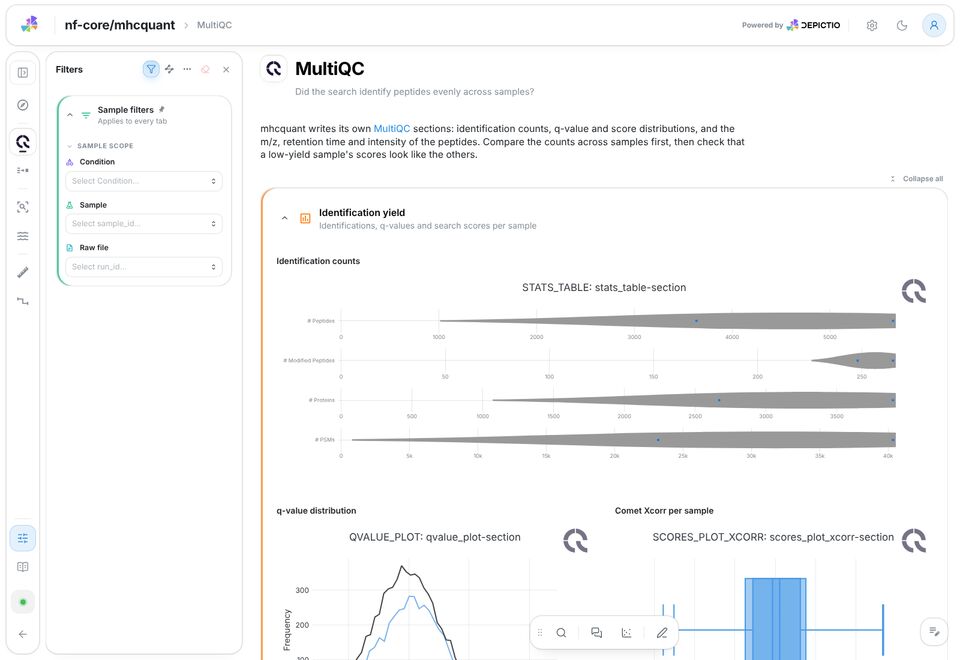 nf-core/mhcquant
MultiQC
Powered by DEPICTIO
Filters
Sample filters
Applies to every tab
SAMPLE SCOPE
Condition
Select Condition...
Sample
Select sample_id...
Raw file
Select run_id...
MultiQC
Did the search identify peptides evenly across samples?
mhcquant writes its own MultiQC sections: identification counts, q-value and score distributions, and the
m/z, retention time and intensity of the peptides. Compare the counts across samples first, then check that
a low-yield sample's scores look like the others.
Collapse all
Identification yield
Identifications, q-values and search scores per sample
Identification counts
STATS_TABLE: stats_table-section
# Peptides
0 1000 2000 3000 4000 5000
# Modified Peptides
0 50 100 150 200 250
# Proteins
0 500 1000 1500 2000 2500 3000 3500
# PSMs
0 5k 10k 15k 20k 25k 30k 35k 40k
q-value distribution
Comet Xcorr per sample
QVALUE_PLOT: qvalue_plot-section
SCORES_PLOT_XCORR: scores_plot_xcorr-section
Frequency
300
200
100